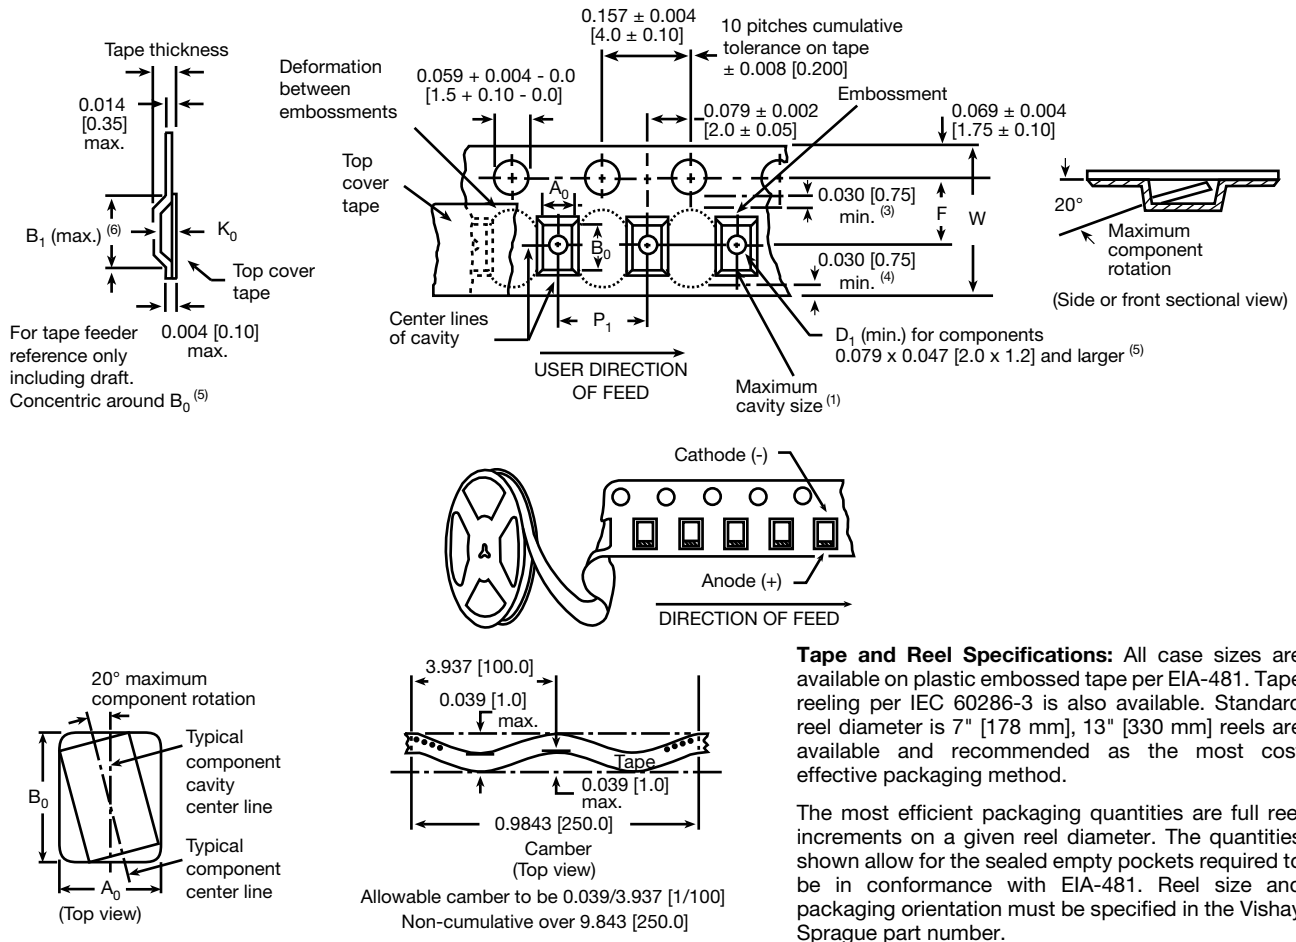 0.157 ± 0.004
[4.0 ± 0.10]
10 pitches cumulative
tolerance on tape
± 0.008 [0.200]
Tape thickness
Deformation
between
embossments
0.059 + 0.004 - 0.0
[1.5 + 0.10 - 0.0]
0.079 ± 0.002
[2.0 ± 0.05]
Embossment
0.069 ± 0.004
[1.75 ± 0.10]
0.014
[0.35]
max.
Top
cover
tape
A0
B0
0.030 [0.75]
min. (3)
F
W
20°
Maximum
component
rotation
(Side or front sectional view)
B1 (max.) (6)
K0
Top cover
tape
0.030 [0.75]
min. (4)
For tape feeder
reference only
including draft.
Concentric around B0 (5)
0.004 [0.10]
max.
Center lines
of cavity
P1
USER DIRECTION
OF FEED
D1 (min.) for components
0.079 x 0.047 [2.0 x 1.2] and larger (5)
Maximum
cavity size (1)
Cathode (-)
Anode (+)
DIRECTION OF FEED
20° maximum
component rotation
Typical
component
cavity
center line
B0
Typical
component
center line
A0
(Top view)
3.937 [100.0]
0.039 [1.0]
max.
Tape
0.039 [1.0]
max.
0.9843 [250.0]
Camber
(Top view)
Allowable camber to be 0.039/3.937 [1/100]
Non-cumulative over 9.843 [250.0]
Tape and Reel Specifications: All case sizes are
available on plastic embossed tape per EIA-481. Tape
reeling per IEC 60286-3 is also available. Standard
reel diameter is 7" [178 mm], 13" [330 mm] reels are
available and recommended as the most cost
effective packaging method.
The most efficient packaging quantities are full ree
increments on a given reel diameter. The quantities
shown allow for the sealed empty pockets required to
be in conformance with EIA-481. Reel size and
packaging orientation must be specified in the Vishay
Sprague part number.